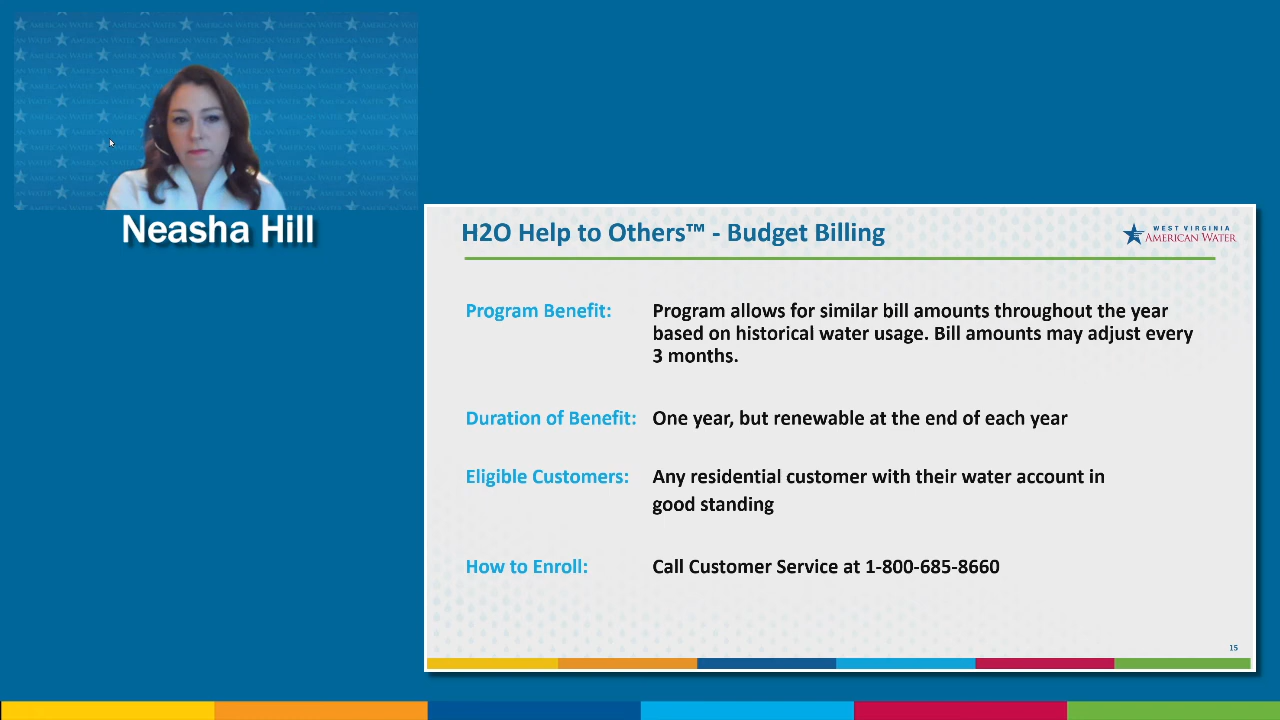 Neasha Hill
H2O Help to Others™ - Budget Billing
WEST VIRGINIA
AMERICAN WATER
Program Benefit: Program allows for similar bill amounts throughout the year
based on historical water usage. Bill amounts may adjust every
3 months.
Duration of Benefit: One year, but renewable at the end of each year
Eligible Customers: Any residential customer with their water account in
good standing
How to Enroll: Call Customer Service at 1-800-685-8660
15